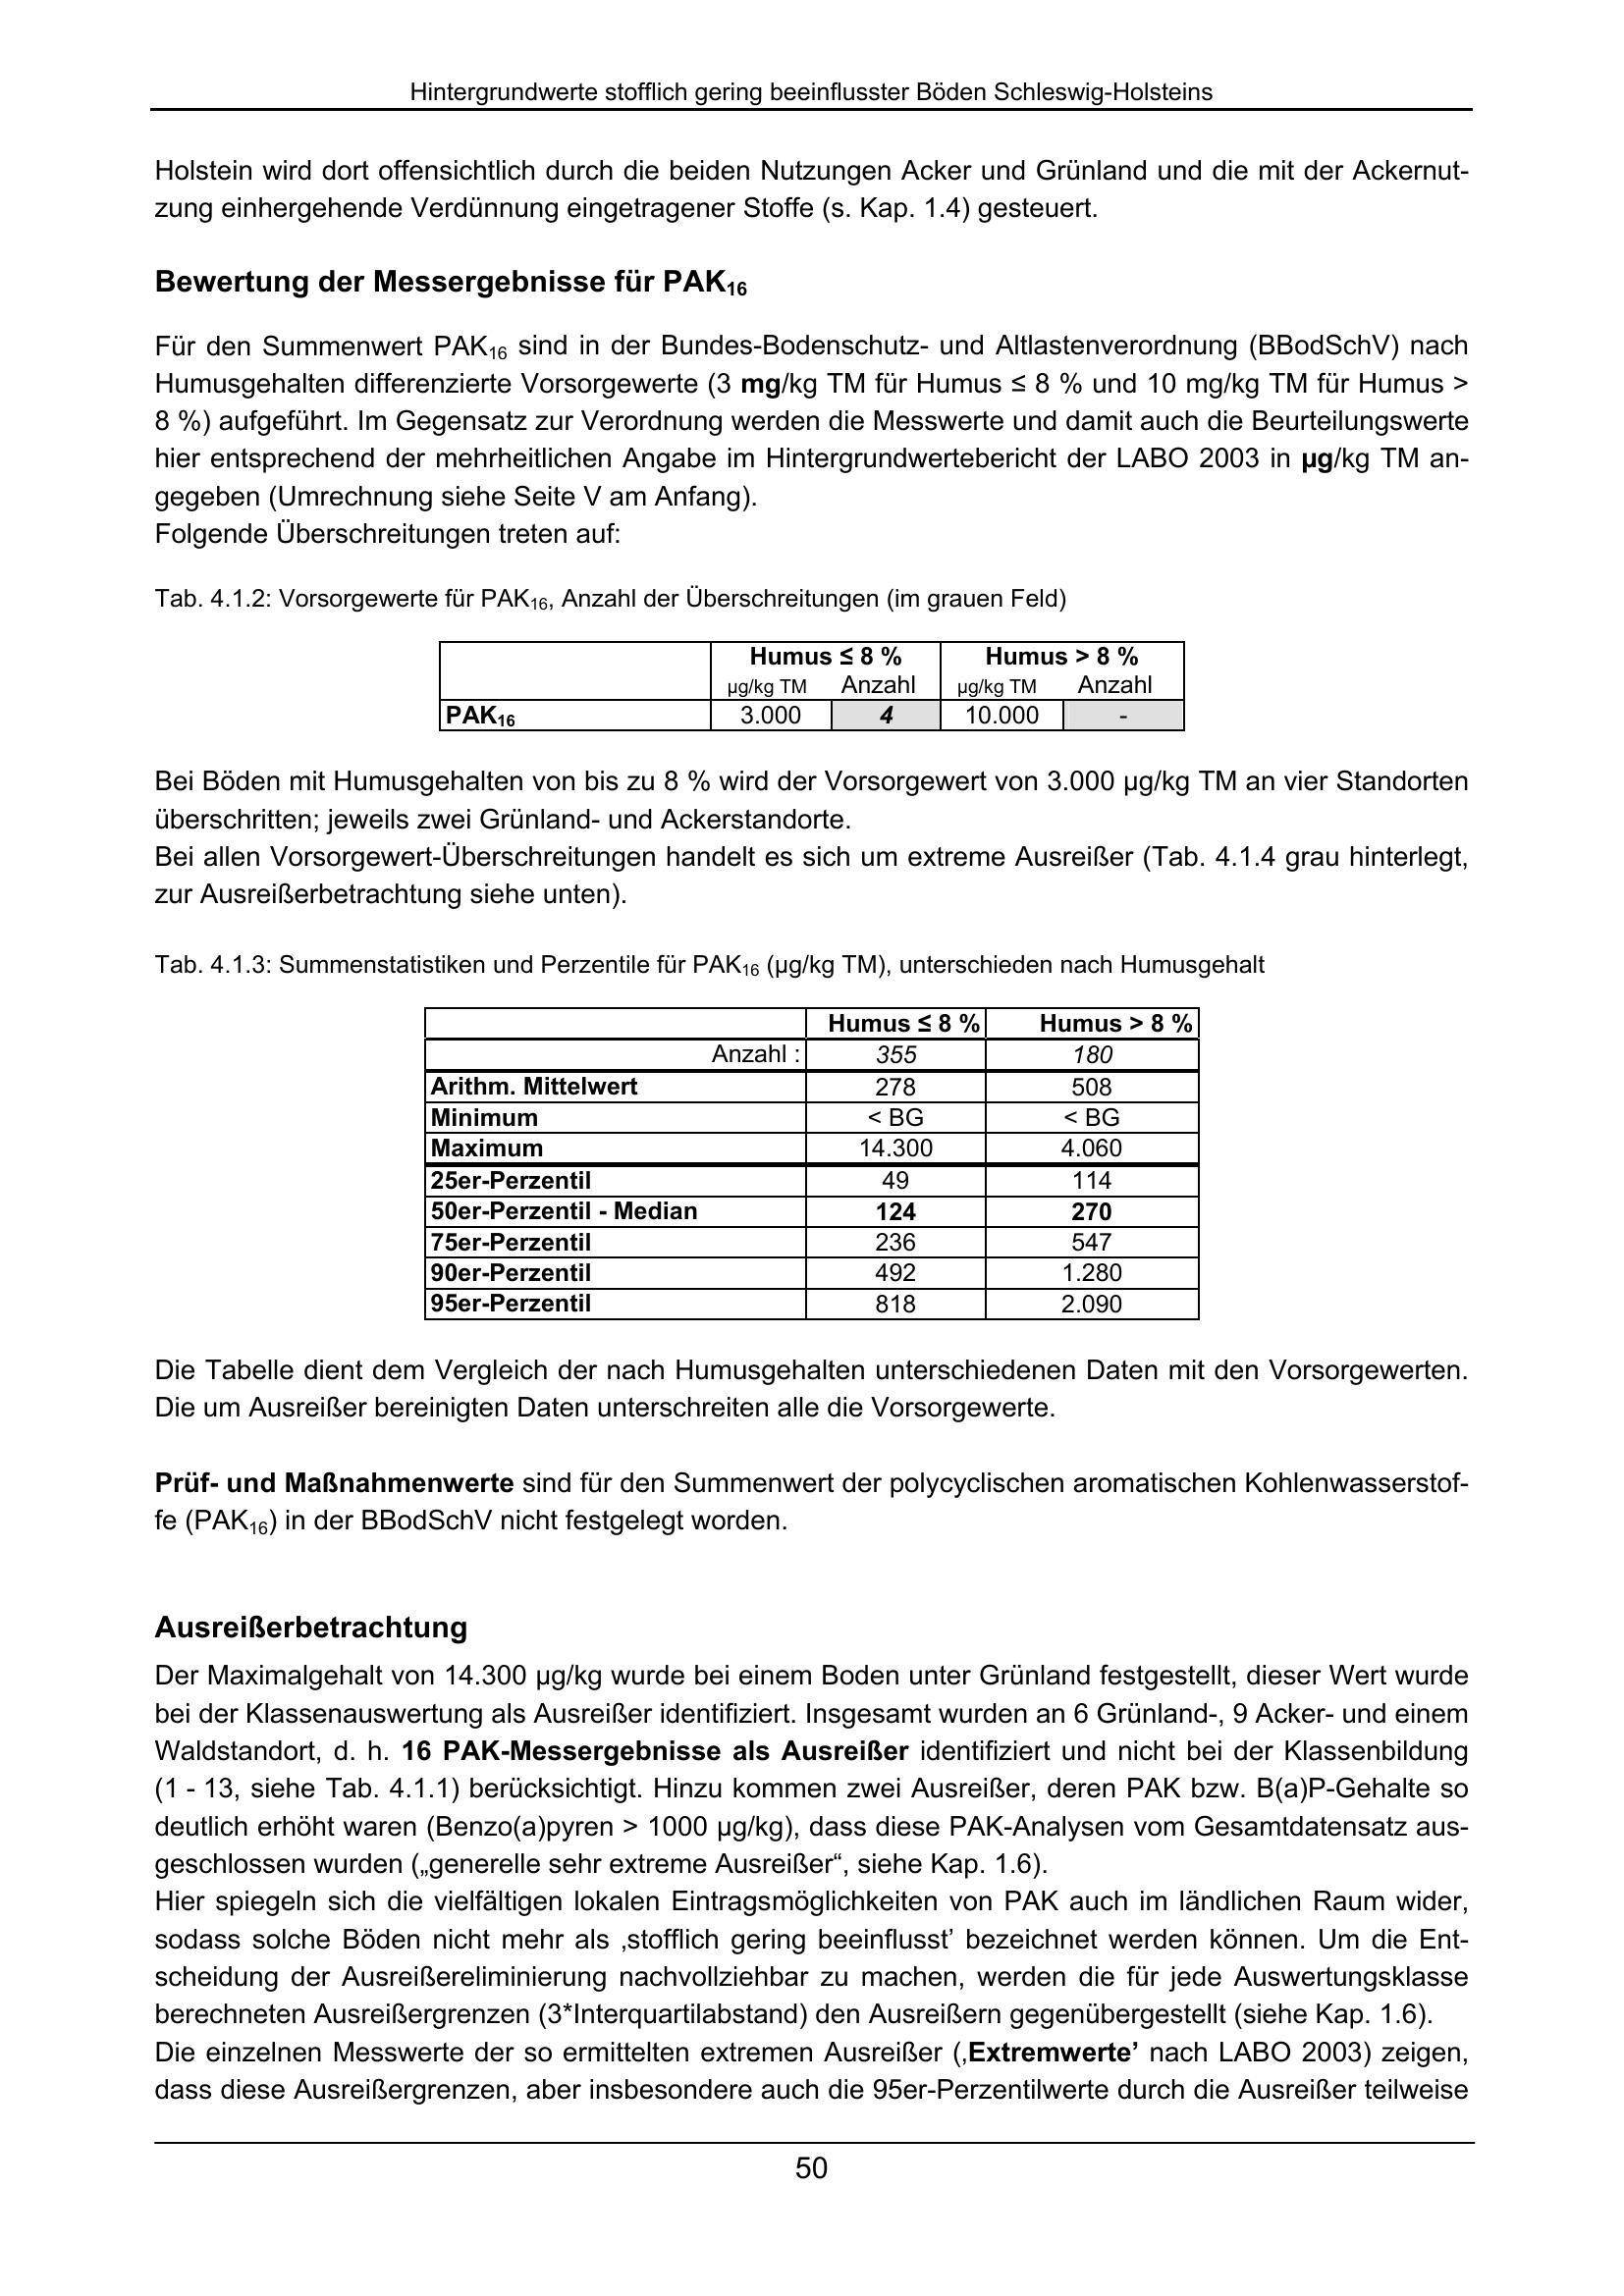 Hintergrundwerte stofflich gering beeinflusster Böden Schleswig-Holsteins
Holstein wird dort offensichtlich durch die beiden Nutzungen Acker und Grünland und die mit der Ackernut-
zung einhergehende Verdünnung eingetragener Stoffe (s. Kap. 1.4) gesteuert.
Bewertung der Messergebnisse für PAK16
Für den Summenwert PAK16 sind in der Bundes-Bodenschutz- und Altlastenverordnung (BBodSchV) nach
Humusgehalten differenzierte Vorsorgewerte (3 mg/kg TM für Humus ≤ 8 % und 10 mg/kg TM für Humus >
8 %) aufgeführt. Im Gegensatz zur Verordnung werden die Messwerte und damit auch die Beurteilungswerte
hier entsprechend der mehrheitlichen Angabe im Hintergrundwertebericht der LABO 2003 in µg/kg TM an-
gegeben (Umrechnung siehe Seite V am Anfang).
Folgende Überschreitungen treten auf:
Tab. 4.1.2: Vorsorgewerte für PAK16, Anzahl der Überschreitungen (im grauen Feld)
Humus ≤ 8 % Humus > 8 %
µg/kg TM Anzahl µg/kg TM Anzahl
PAK16 3.000 4 10.000 -
Bei Böden mit Humusgehalten von bis zu 8 % wird der Vorsorgewert von 3.000 µg/kg TM an vier Standorten
überschritten; jeweils zwei Grünland- und Ackerstandorte.
Bei allen Vorsorgewert-Überschreitungen handelt es sich um extreme Ausreißer (Tab. 4.1.4 grau hinterlegt,
zur Ausreißerbetrachtung siehe unten).
Tab. 4.1.3: Summenstatistiken und Perzentile für PAK16 (µg/kg TM), unterschieden nach Humusgehalt
Humus ≤ 8 % Humus > 8 %
Anzahl : 355 180
Arithm. Mittelwert 278 508
Minimum < BG < BG
Maximum 14.300 4.060
25er-Perzentil 49 114
50er-Perzentil - Median 124 270
75er-Perzentil 236 547
90er-Perzentil 492 1.280
95er-Perzentil 818 2.090
Die Tabelle dient dem Vergleich der nach Humusgehalten unterschiedenen Daten mit den Vorsorgewerten.
Die um Ausreißer bereinigten Daten unterschreiten alle die Vorsorgewerte.
Prüf- und Maßnahmenwerte sind für den Summenwert der polycyclischen aromatischen Kohlenwasserstof-
fe (PAK16) in der BBodSchV nicht festgelegt worden.
Ausreißerbetrachtung
Der Maximalgehalt von 14.300 µg/kg wurde bei einem Boden unter Grünland festgestellt, dieser Wert wurde
bei der Klassenauswertung als Ausreißer identifiziert. Insgesamt wurden an 6 Grünland-, 9 Acker- und einem
Waldstandort, d. h. 16 PAK-Messergebnisse als Ausreißer identifiziert und nicht bei der Klassenbildung
(1 - 13, siehe Tab. 4.1.1) berücksichtigt. Hinzu kommen zwei Ausreißer, deren PAK bzw. B(a)P-Gehalte so
deutlich erhöht waren (Benzo(a)pyren > 1000 µg/kg), dass diese PAK-Analysen vom Gesamtdatensatz aus-
geschlossen wurden („generelle sehr extreme Ausreißer“, siehe Kap. 1.6).
Hier spiegeln sich die vielfältigen lokalen Eintragsmöglichkeiten von PAK auch im ländlichen Raum wider,
sodass solche Böden nicht mehr als ‚stofflich gering beeinflusst’ bezeichnet werden können. Um die Ent-
scheidung der Ausreißereliminierung nachvollziehbar zu machen, werden die für jede Auswertungsklasse
berechneten Ausreißergrenzen (3*Interquartilabstand) den Ausreißern gegenübergestellt (siehe Kap. 1.6).
Die einzelnen Messwerte der so ermittelten extremen Ausreißer (‚Extremwerte’ nach LABO 2003) zeigen,
dass diese Ausreißergrenzen, aber insbesondere auch die 95er-Perzentilwerte durch die Ausreißer teilweise
50